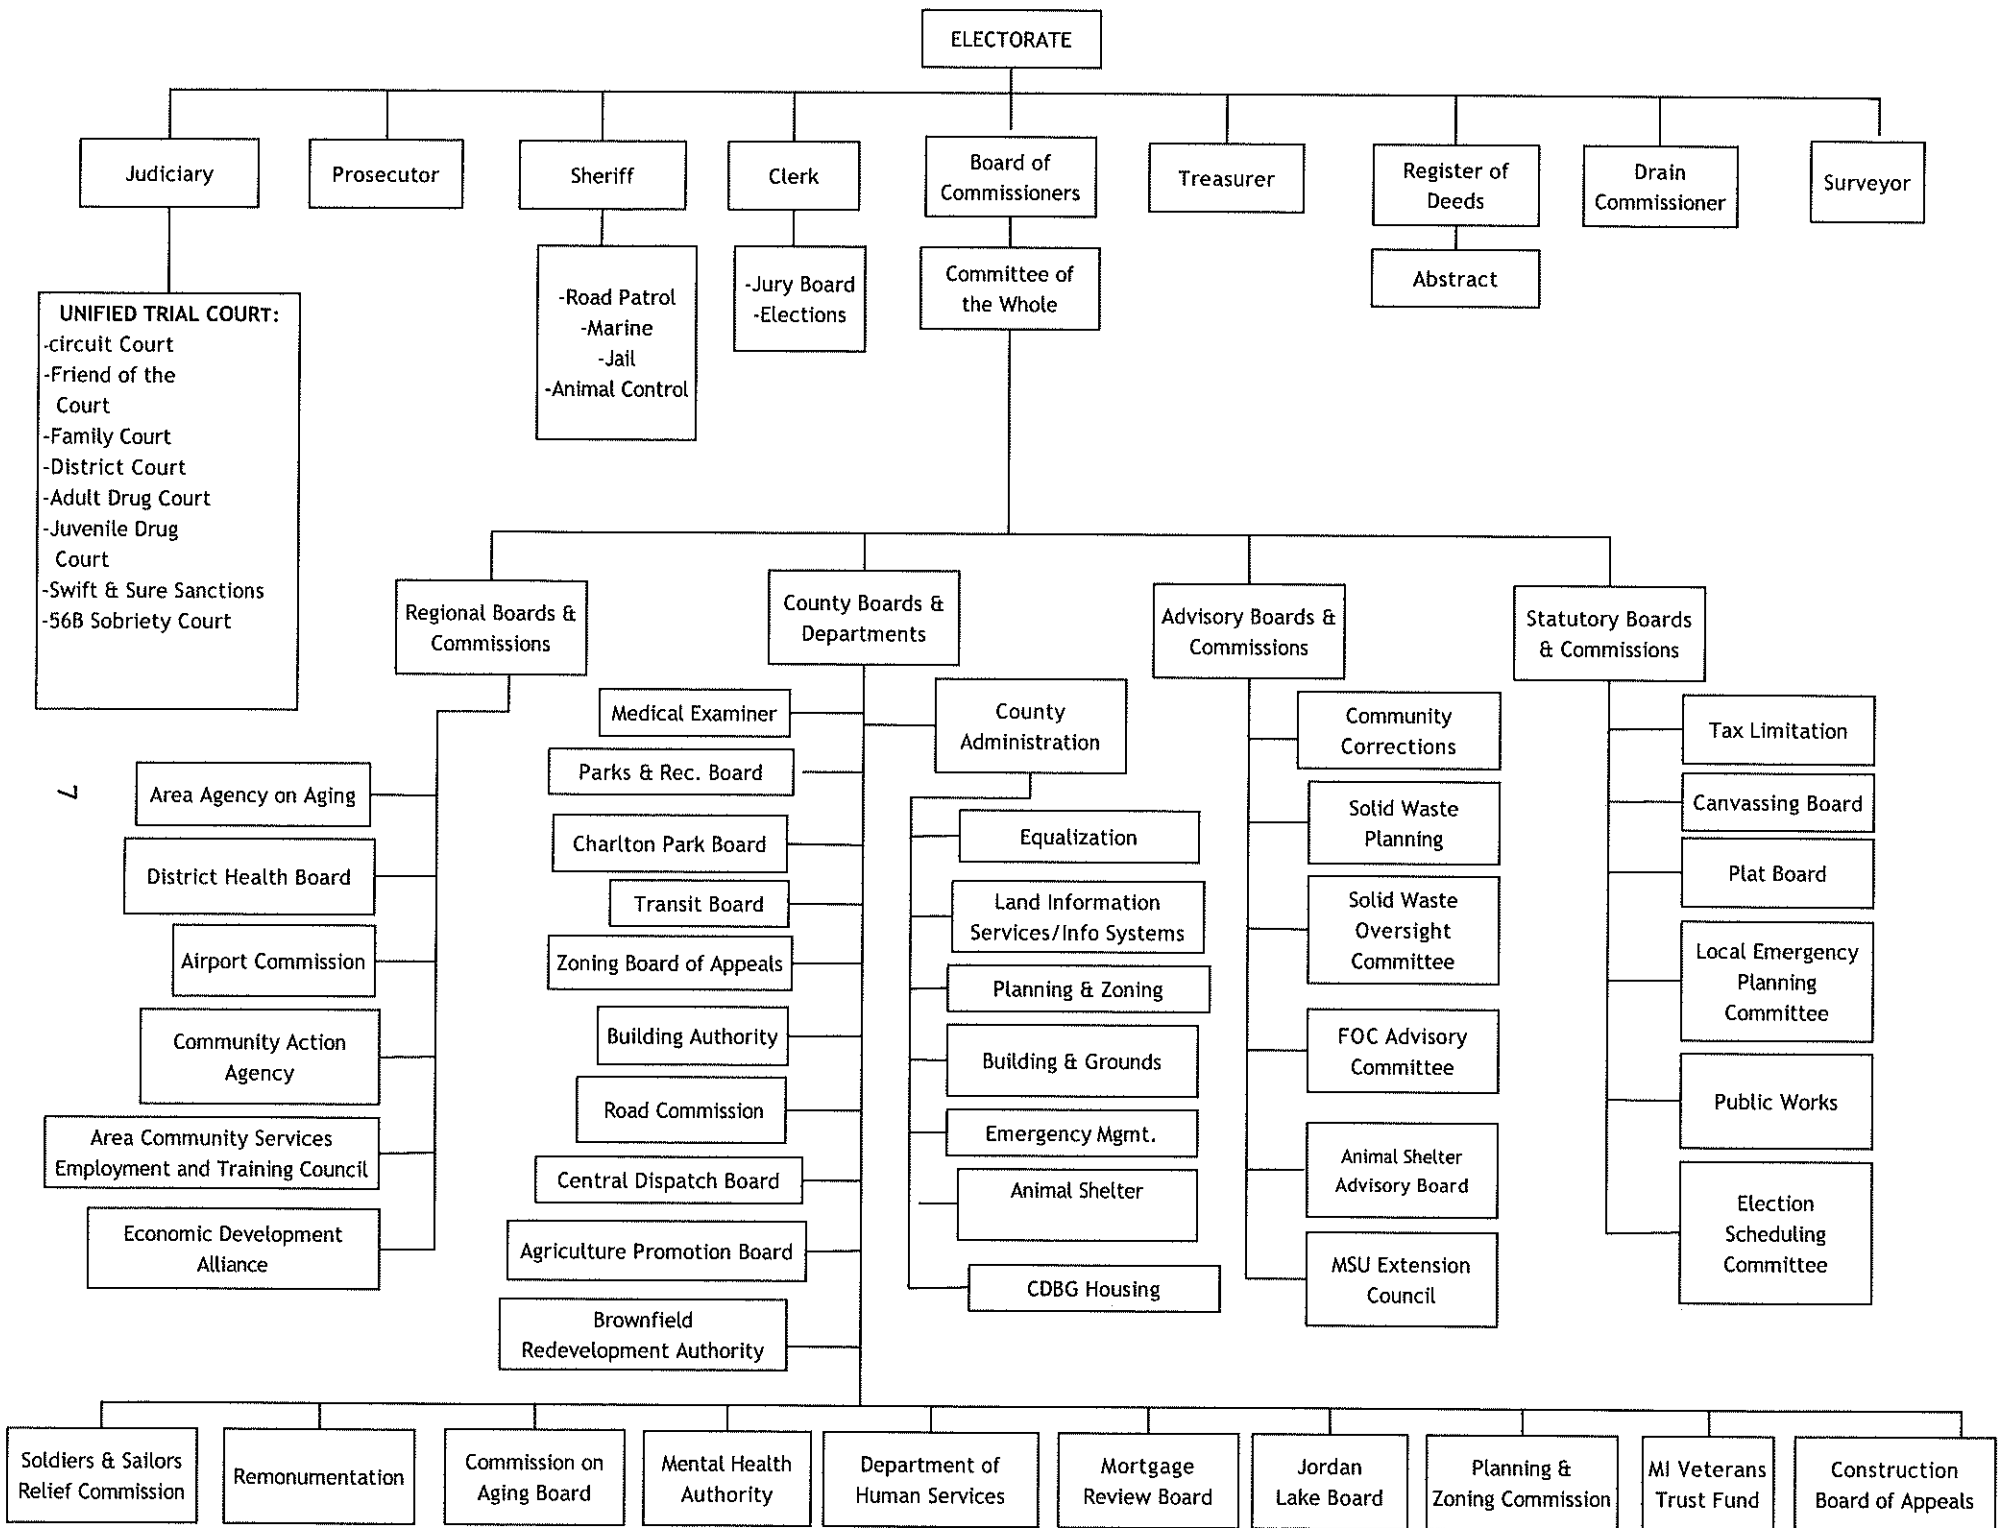 ELECTORATE
Judiciary
Prosecutor
Sheriff
Clerk
Board of
Commissioners
Treasurer
Register of
Deeds
Drain
Commissioner
Surveyor
UNIFIED TRIAL COURT:
-circuit Court
-Friend of the
Court
-Family Court
-District Court
-Adult Drug Court
-Juvenile Drug
Court
-Swift & Sure Sanctions
-56B Sobriety Court
-Road Patrol
-Marine
-Jail
-Animal Control
-Jury Board
-Elections
Committee of
the Whole
Abstract
Regional Boards &
Commissions
County Boards &
Departments
Advisory Boards &
Commissions
Statutory Boards
& Commissions
7
Area Agency on Aging
District Health Board
Airport Commission
Community Action
Agency
Area Community Services
Employment and Training Council
Economic Development
Alliance
Medical Examiner
Parks & Rec. Board
Charlton Park Board
Transit Board
Zoning Board of Appeals
Building Authority
Road Commission
Central Dispatch Board
Agriculture Promotion Board
Brownfield
Redevelopment Authority
County
Administration
Equalization
Land Information
Services/Info Systems
Planning & Zoning
Building & Grounds
Emergency Mgmt.
Animal Shelter
CDBG Housing
Community
Corrections
Solid Waste
Planning
Solid Waste
Oversight
Committee
FOC Advisory
Committee
Animal Shelter
Advisory Board
MSU Extension
Council
Tax Limitation
Canvassing Board
Plat Board
Local Emergency
Planning
Committee
Public Works
Election
Scheduling
Committee
Soldiers & Sailors
Relief Commission
Remonumentation
Commission on
Aging Board
Mental Health
Authority
Department of
Human Services
Mortgage
Review Board
Jordan
Lake Board
Planning &
Zoning Commission
MI Veterans
Trust Fund
Construction
Board of Appeals